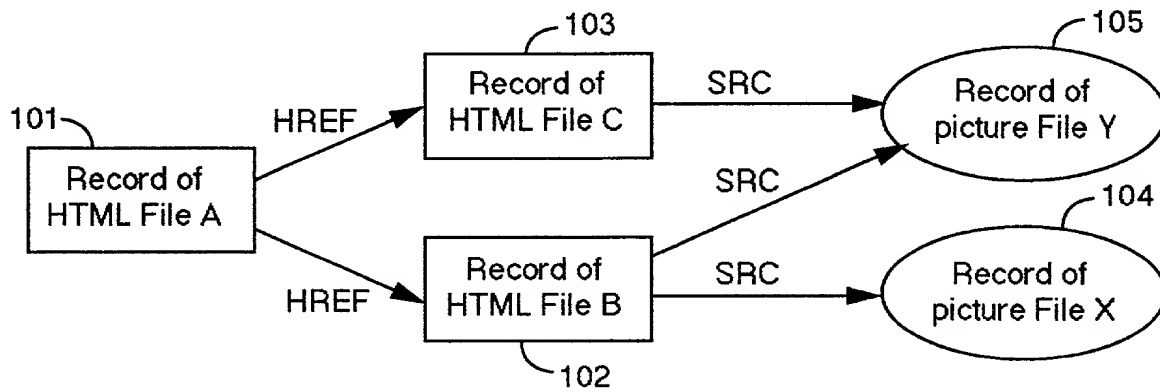 103
105
Record of
HTML File C
SRC
Record of
picture File Y
101
HREF
Record of
HTML File A
SRC
104
HREF
Record of
HTML File B
SRC
Record of
picture File X
102